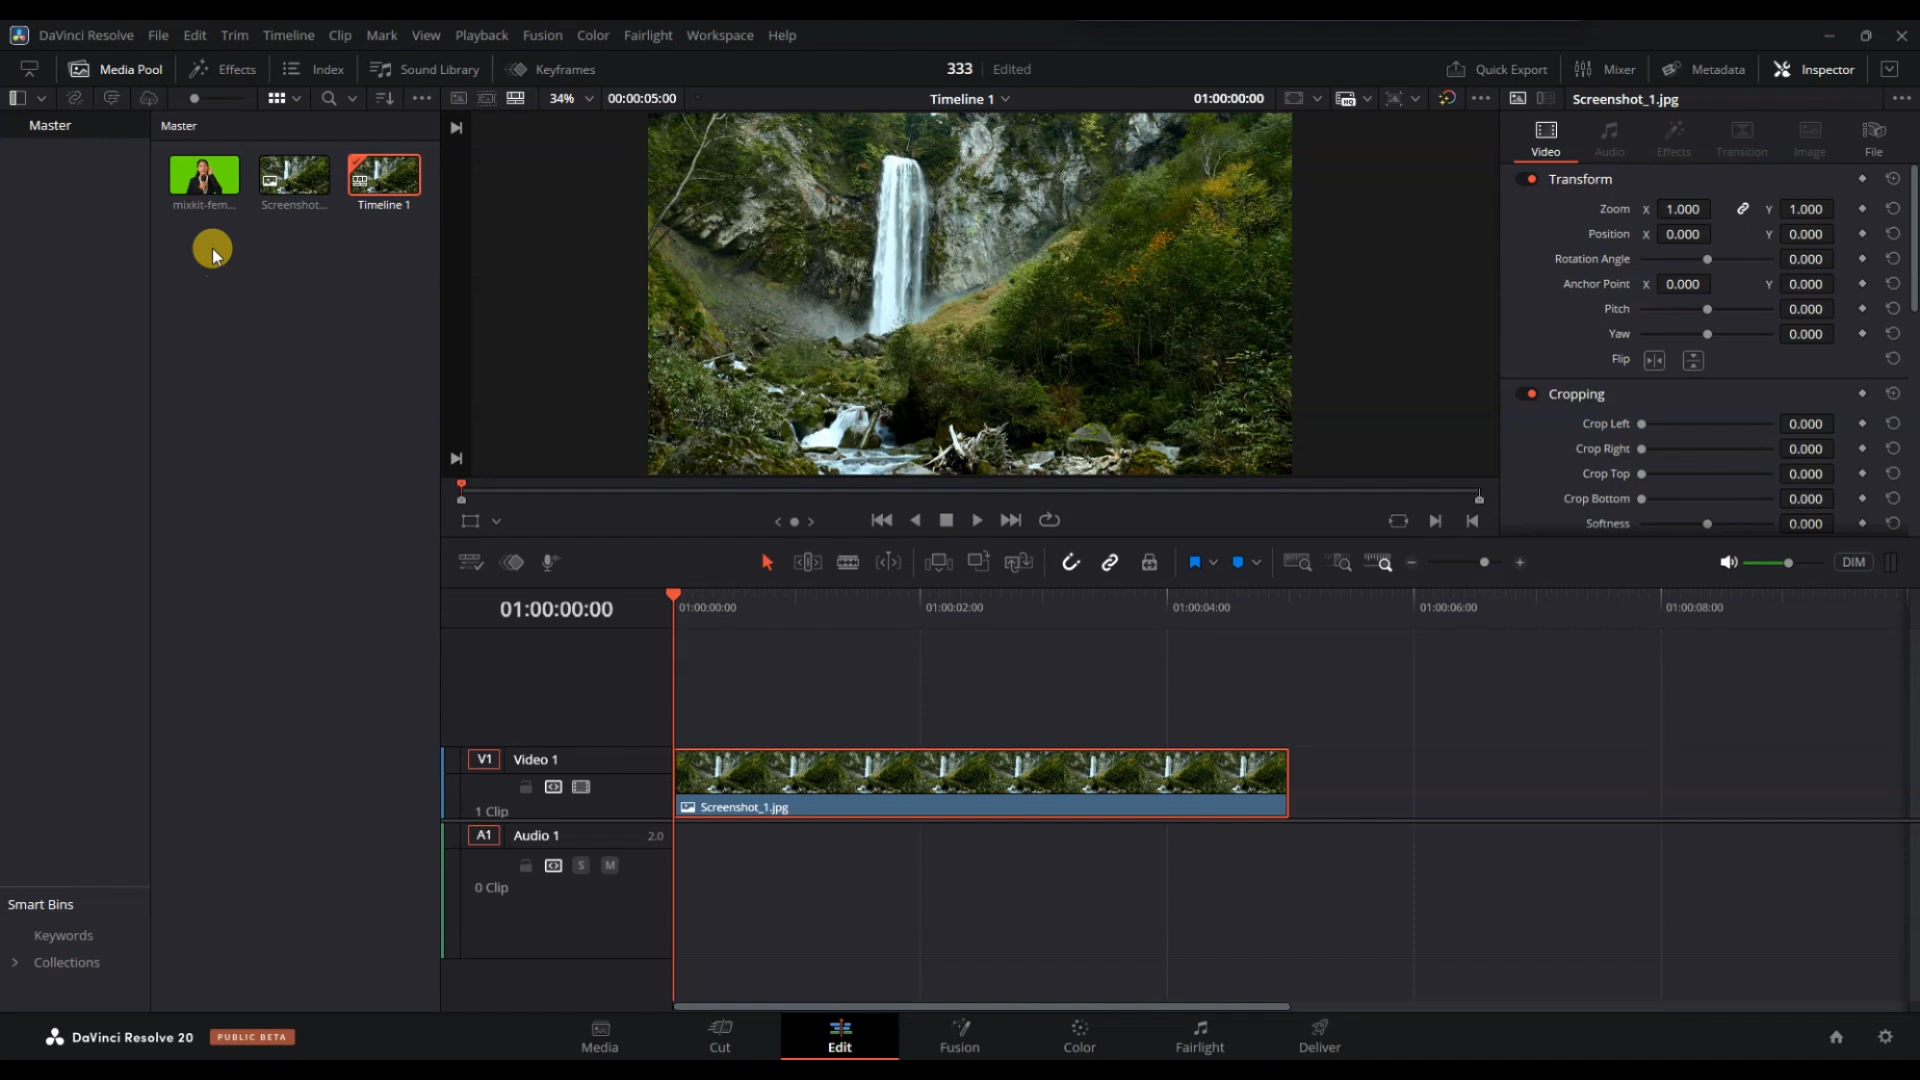 DaVinci Resolve File Edit Trim Timeline Clip Mark View Playback Fusion Color Fairlight Workspace Help
Media Pool Effects Index Sound Library Keyframes 333 Edited Quick Export Mixer Metadata Inspector
34% 00:00:05:00 Timeline 1 01:00:00:00 Screenshot_1.jpg
Master Master
Video Audio Effects Transition Image File
mixkit-fem... Screenshot... Timeline 1
Transform
Zoom X 1.000 Y 1.000
Position X 0.000 Y 0.000
Rotation Angle 0.000
Anchor Point X 0.000 Y 0.000
Pitch 0.000
Yaw 0.000
Flip
Cropping
Crop Left 0.000
Crop Right 0.000
Crop Top 0.000
Crop Bottom 0.000
Softness 0.000
DIM
01:00:00:00 01:00:00:00 01:00:02:00 01:00:04:00 01:00:06:00 01:00:08:00
V1 Video 1
1 Clip
Screenshot_1.jpg
A1 Audio 1 2.0
S M
0 Clip
Smart Bins
Keywords
Collections
DaVinci Resolve 20 PUBLIC BETA
Media Cut Edit Fusion Color Fairlight Deliver